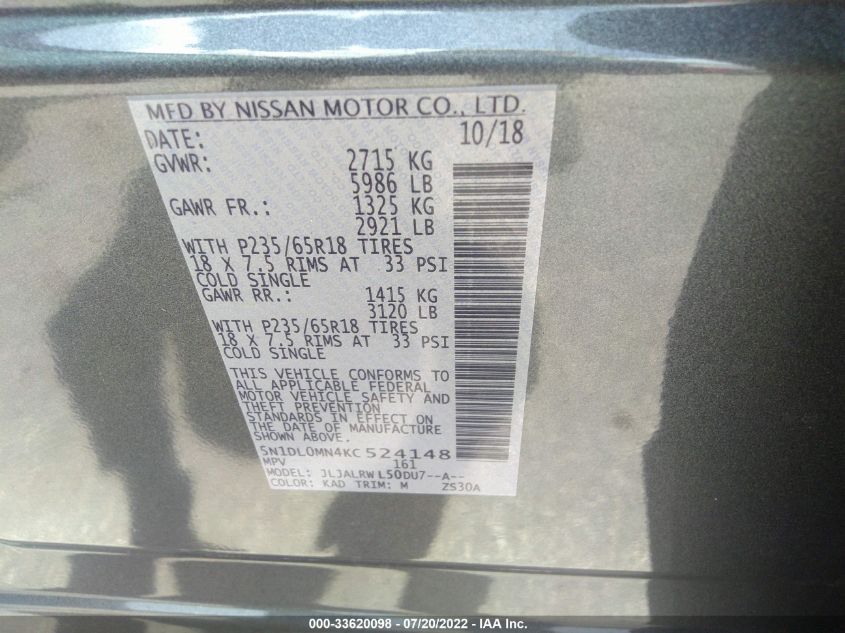 MFD BY NISSAN MOTOR CO., LTD.
DATE: 10/18
GVWR: 2715 KG
5986 LB
GAWR FR.: 1325 KG
2921 LB
WITH P235/65R18 TIRES
18 X 7.5 RIMS AT 33 PSI
COLD SINGLE
GAWR RR.: 1415 KG
3120 LB
WITH P235/65R18 TIRES
18 X 7.5 RIMS AT 33 PSI
COLD SINGLE
THIS VEHICLE CONFORMS TO
ALL APPLICABLE FEDERAL
MOTOR VEHICLE SAFETY AND
THEFT PREVENTION
STANDARDS IN EFFECT ON
THE DATE OF MANUFACTURE
SHOWN ABOVE.
5N1DL0MN4KC524148
MPV 161
MODEL: JLJALRWL50DU7--A--
COLOR: KAD TRIM: M ZS30A
000-33620098 - 07/20/2022 - IAA Inc.